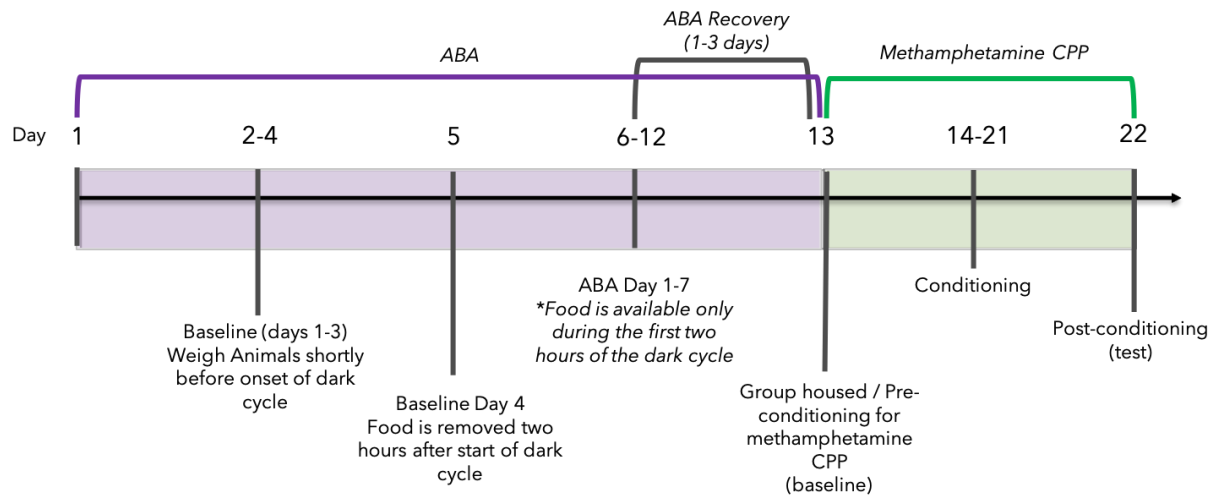 ABA Recovery
(1-3 days)
ABA
Methamphetamine CPP
Day 1 2-4 5 6-12 13 14-21 22
Baseline (days 1-3)
Weigh Animals shortly
before onset of dark
cycle
Baseline Day 4
Food is removed two
hours after start of dark
cycle
ABA Day 1-7
*Food is available only
during the first two
hours of the dark cycle
Group housed / Pre-
conditioning for
methamphetamine
CPP
(baseline)
Conditioning
Post-conditioning
(test)